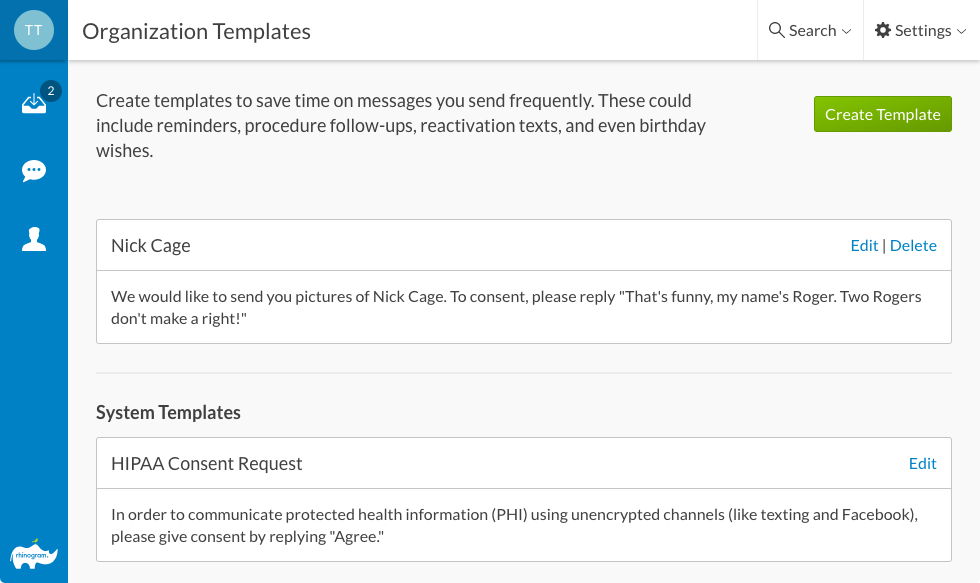 TT
Organization Templates
Search
Settings
2
Create templates to save time on messages you send frequently. These could
include reminders, procedure follow-ups, reactivation texts, and even birthday
wishes.
Create Template
Nick Cage
Edit | Delete
We would like to send you pictures of Nick Cage. To consent, please reply "That's funny, my name's Roger. Two Rogers
don't make a right!"
System Templates
HIPAA Consent Request
Edit
In order to communicate protected health information (PHI) using unencrypted channels (like texting and Facebook),
please give consent by replying "Agree."
rhinogram